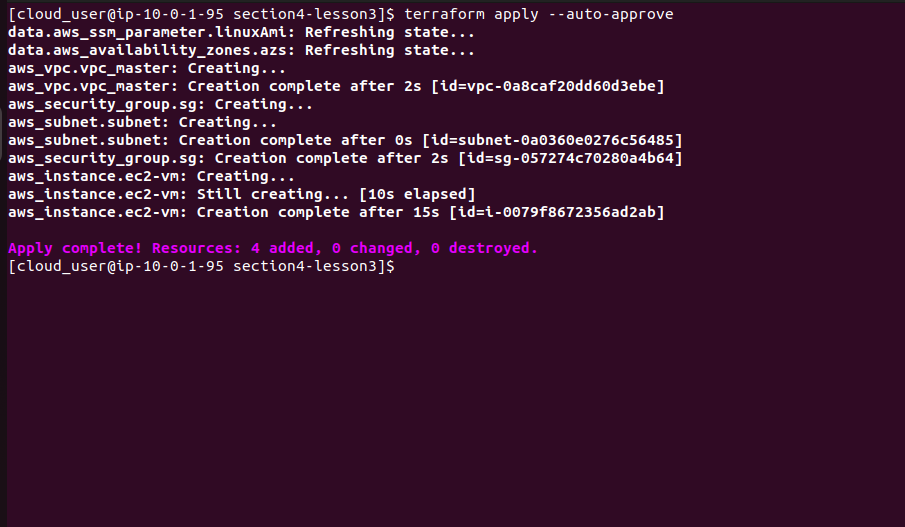 [cloud_user@ip-10-0-1-95 section4-lesson3]$ terraform apply --auto-approve
data.aws_ssm_parameter.linuxAmi: Refreshing state...
data.aws_availability_zones.azs: Refreshing state...
aws_vpc.vpc_master: Creating...
aws_vpc.vpc_master: Creation complete after 2s [id=vpc-0a8caf20dd60d3ebe]
aws_security_group.sg: Creating...
aws_subnet.subnet: Creating...
aws_subnet.subnet: Creation complete after 0s [id=subnet-0a0360e0276c56485]
aws_security_group.sg: Creation complete after 2s [id=sg-057274c70280a4b64]
aws_instance.ec2-vm: Creating...
aws_instance.ec2-vm: Still creating... [10s elapsed]
aws_instance.ec2-vm: Creation complete after 15s [id=i-0079f8672356ad2ab]
Apply complete! Resources: 4 added, 0 changed, 0 destroyed.
[cloud_user@ip-10-0-1-95 section4-lesson3]$